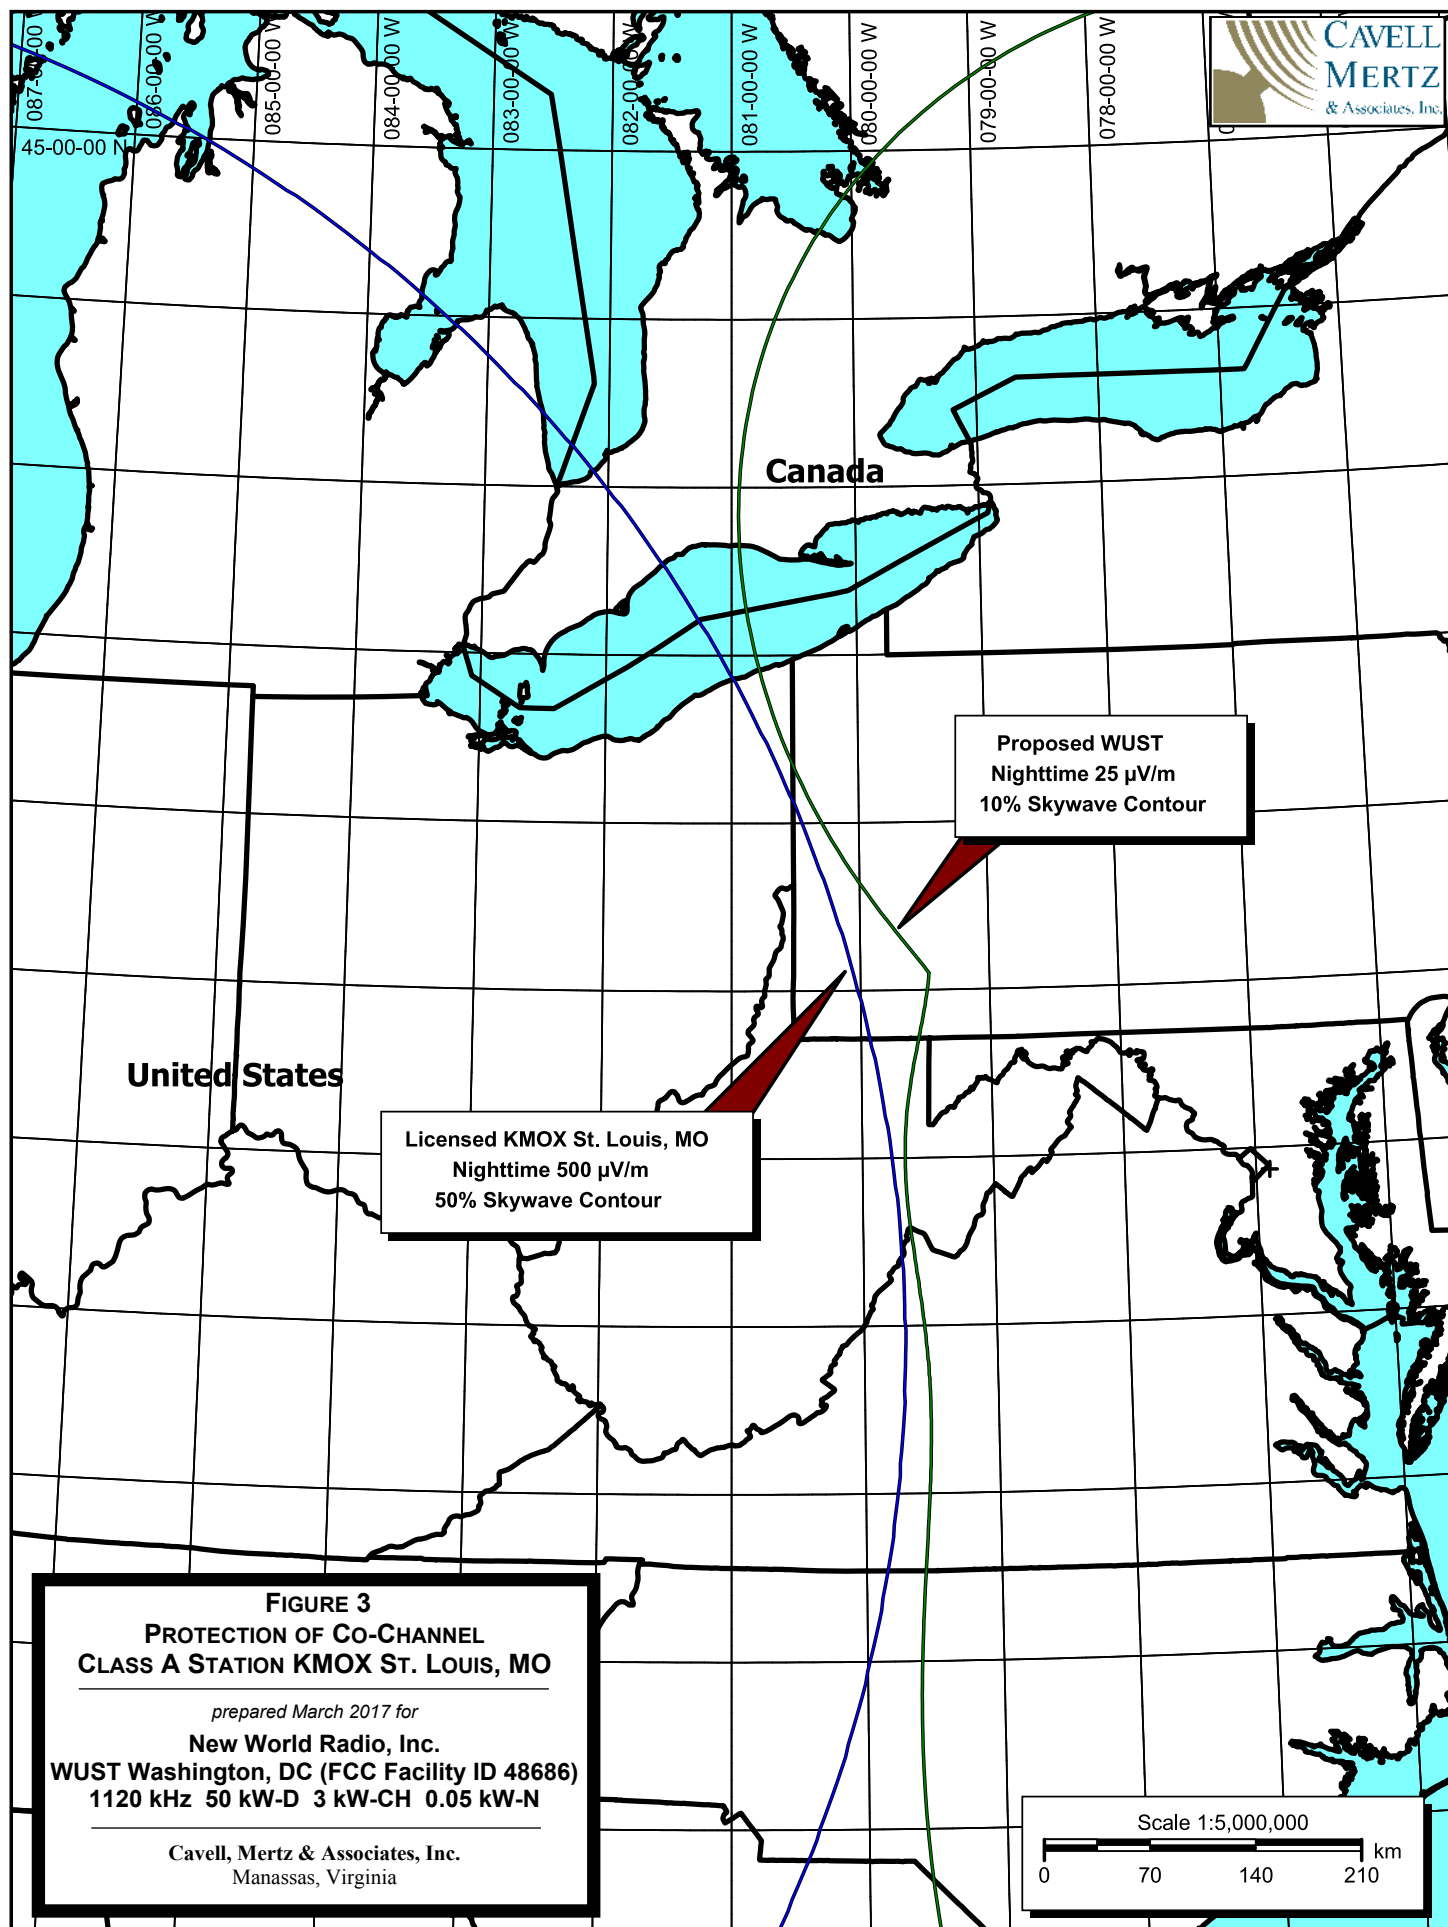 087-00-00 W
086-00-00 W
085-00-00 W
084-00-00 W
083-00-00 W
082-00-00 W
081-00-00 W
080-00-00 W
079-00-00 W
078-00-00 W
CAVELL
MERTZ
& Associates, Inc.
45-00-00 N
Canada
Proposed WUST
Nighttime 25 µV/m
10% Skywave Contour
United States
Licensed KMOX St. Louis, MO
Nighttime 500 µV/m
50% Skywave Contour
FIGURE 3
PROTECTION OF CO-CHANNEL
CLASS A STATION KMOX ST. LOUIS, MO
prepared March 2017 for
New World Radio, Inc.
WUST Washington, DC (FCC Facility ID 48686)
1120 kHz 50 kW-D 3 kW-CH 0.05 kW-N
Cavell, Mertz & Associates, Inc.
Manassas, Virginia
Scale 1:5,000,000
km
0 70 140 210